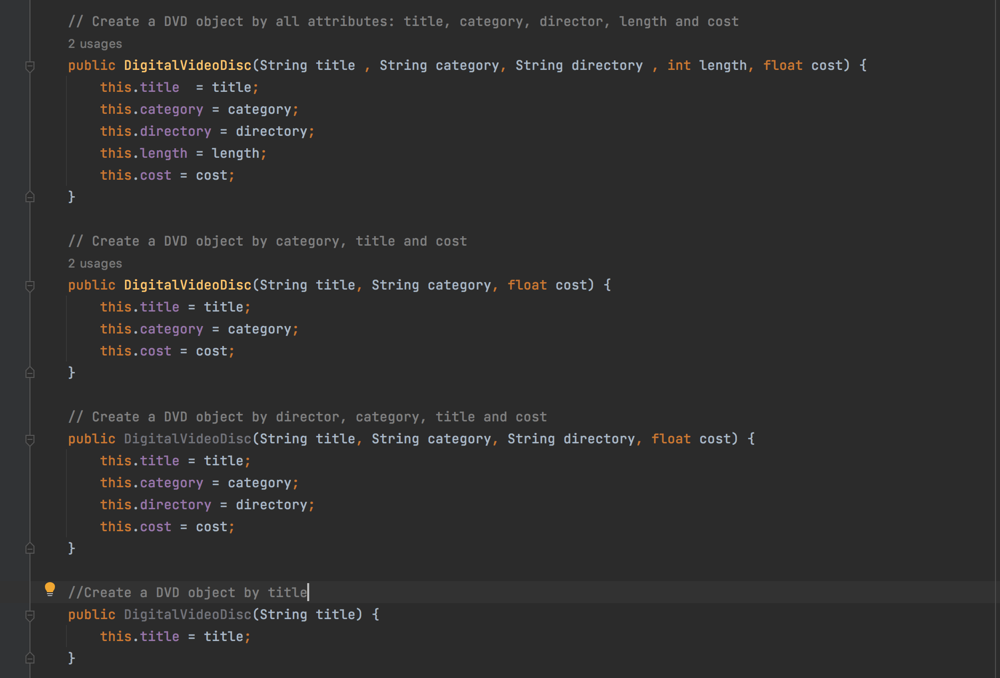 // Create a DVD object by all attributes: title, category, director, length and cost
2 usages
public DigitalVideoDisc(String title , String category, String directory , int length, float cost) {
this.title  = title;
this.category = category;
this.directory = directory;
this.length = length;
this.cost = cost;
}
// Create a DVD object by category, title and cost
2 usages
public DigitalVideoDisc(String title, String category, float cost) {
this.title = title;
this.category = category;
this.cost = cost;
}
// Create a DVD object by director, category, title and cost
public DigitalVideoDisc(String title, String category, String directory, float cost) {
this.title = title;
this.category = category;
this.directory = directory;
this.cost = cost;
}
//Create a DVD object by title
public DigitalVideoDisc(String title) {
this.title = title;
}